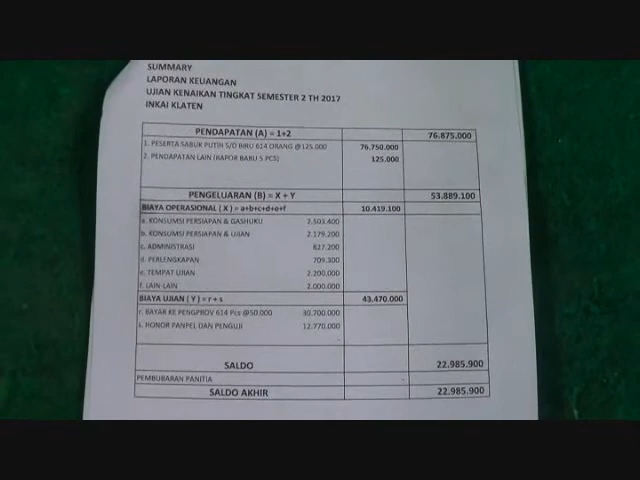 SUMMARY
LAPORAN KEUANGAN
UJIAN KENAIKAN TINGKAT SEMESTER 2 TH 2017
INKAI KLATEN
PENDAPATAN (A) = 1+2 76.875.000
1. PESERTA SABUK PUTIH S/D BIRU 614 ORANG @125.000 76.750.000
2. PENDAPATAN LAIN (KAPOR BABU 5 PCS) 125.000
PENGELUARAN (B) = X + Y 53.889.100
BIAYA OPERASIONAL ( X ) = a+b+c+d+e+f 10.419.100
a. KONSUMSI PERSIAPAN & GASHUKU 2.503.400
b. KONSUMSI PERSIAPAN & UJIAN 2.179.200
c. ADMINISTRASI 827.200
d. PERLENGKAPAN 709.300
e. TEMPAT UJIAN 2.200.000
f. LAIN-LAIN 2.000.000
BIAYA UJIAN ( Y ) = r + s 43.470.000
r. BAYAR KE PENGPROV 614 Pcs @50.000 30.700.000
s. HONOR PANPEL DAN PENGUJI 12.770.000
SALDO 22.985.900
PEMBUBARAN PANITIA -
SALDO AKHIR 22.985.900